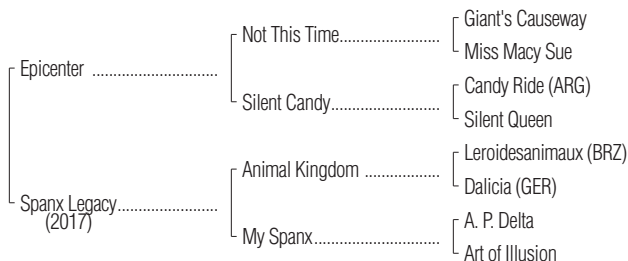 Giant's Causeway
Not This Time
Miss Macy Sue
Epicenter
Candy Ride (ARG)
Silent Candy
Silent Queen
Leroidesanimaux (BRZ)
Animal Kingdom
Dalicia (GER)
Spanx Legacy
(2017)
A. P. Delta
My Spanx
Art of Illusion